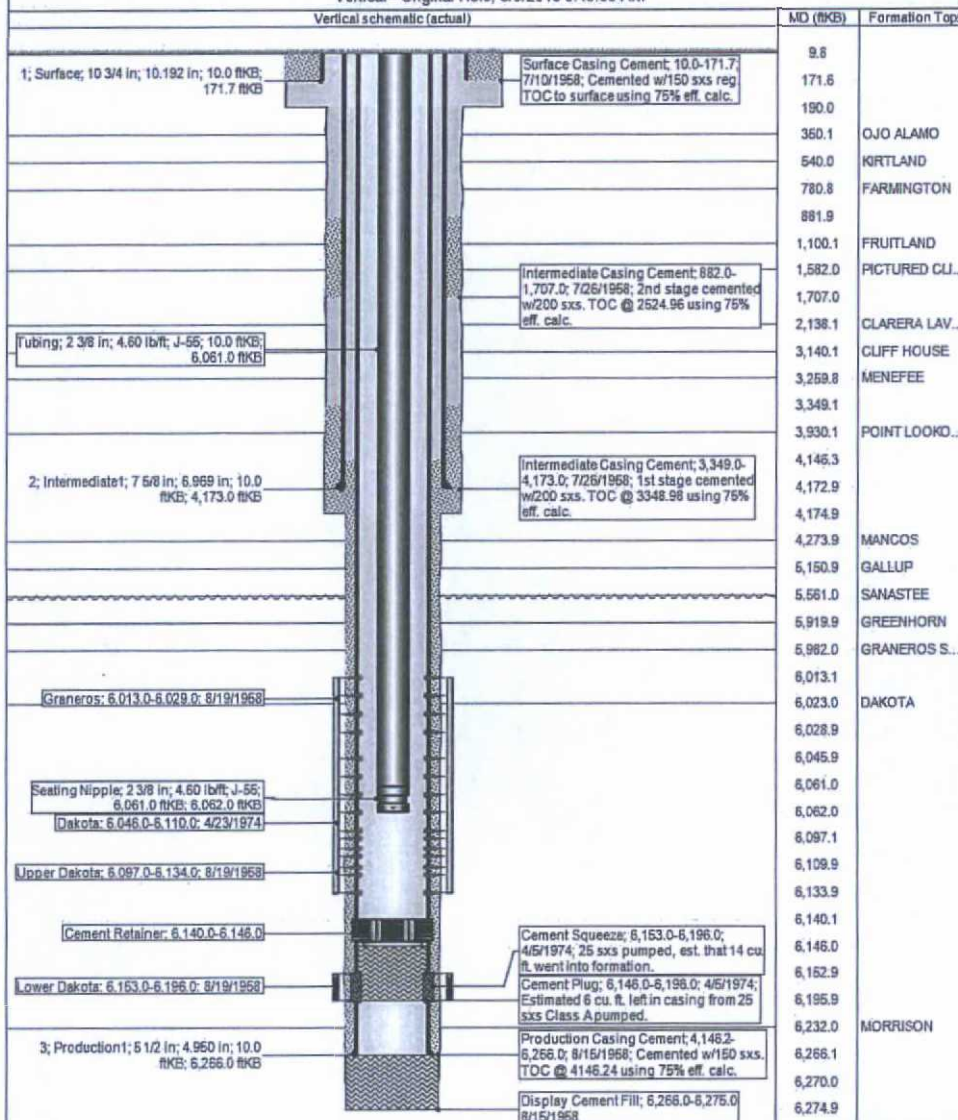 Vertical schematic (actual)
MD (ftKB)
Formation Tops
1; Surface; 10 3/4 in; 10.192 in; 10.0 ftKB;
171.7 ftKB
Surface Casing Cement; 10.0-171.7;
7/10/1958; Cemented w/150 sxs reg.
TOC to surface using 75% eff. calc.
Intermediate Casing Cement; 882.0-
1,707.0; 7/26/1958; 2nd stage cemented
w/200 sxs. TOC @ 2524.96 using 75%
eff. calc.
Tubing; 2 3/8 in; 4.60 lb/ft; J-55; 10.0 ftKB;
6,061.0 ftKB
2; Intermediate1; 7 5/8 in; 6.969 in; 10.0
ftKB; 4,173.0 ftKB
Intermediate Casing Cement; 3,349.0-
4,173.0; 7/26/1958; 1st stage cemented
w/200 sxs. TOC @ 3348.98 using 75%
eff. calc.
Graneros; 6,013.0-6,029.0; 8/19/1958
Seating Nipple; 2 3/8 in; 4.60 lb/ft; J-55;
6,061.0 ftKB; 6,062.0 ftKB
Dakota; 6,046.0-6,110.0; 4/23/1974
Upper Dakota; 6,097.0-6,134.0; 8/19/1958
Cement Retainer; 6,140.0-6,146.0
Cement Squeeze; 6,153.0-6,196.0;
4/5/1974; 25 sxs pumped, est. that 14 cu.
ft. went into formation.
Lower Dakota; 6,153.0-6,196.0; 8/19/1958
Cement Plug; 6,146.0-6,196.0; 4/5/1974;
Estimated 6 cu. ft. left in casing from 25
sxs Class A pumped.
3; Production1; 5 1/2 in; 4.950 in; 10.0
ftKB; 6,266.0 ftKB
Production Casing Cement; 4,146.2-
6,266.0; 8/15/1958; Cemented w/150 sxs.
TOC @ 4146.24 using 75% eff. calc.
Display Cement Fill; 6,266.0-6,275.0
8/15/1958
9.8
171.6
190.0
360.1 OJO ALAMO
540.0 KIRTLAND
780.8 FARMINGTON
881.9
1,100.1 FRUITLAND
1,582.0 PICTURED CLI...
1,707.0
2,138.1 CLARERA LAV...
3,140.1 CLIFF HOUSE
3,259.8 MENEFEE
3,349.1
3,930.1 POINT LOOKO...
4,146.3
4,172.9
4,174.9
4,273.9 MANCOS
5,150.9 GALLUP
5,561.0 SANASTEE
5,919.9 GREENHORN
5,982.0 GRANEROS S...
6,013.1
6,023.0 DAKOTA
6,028.9
6,045.9
6,061.0
6,062.0
6,097.1
6,109.9
6,133.9
6,140.1
6,146.0
6,152.9
6,195.9
6,232.0 MORRISON
6,266.1
6,270.0
6,274.9